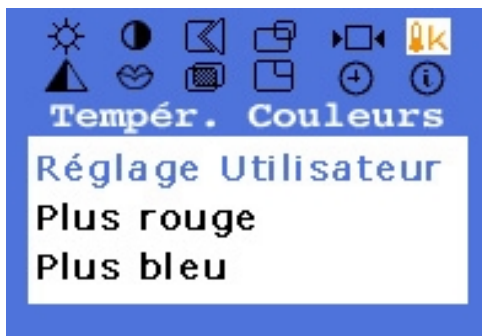 K
Tempér. Couleurs
Réglage Utilisateur
Plus rouge
Plus bleu